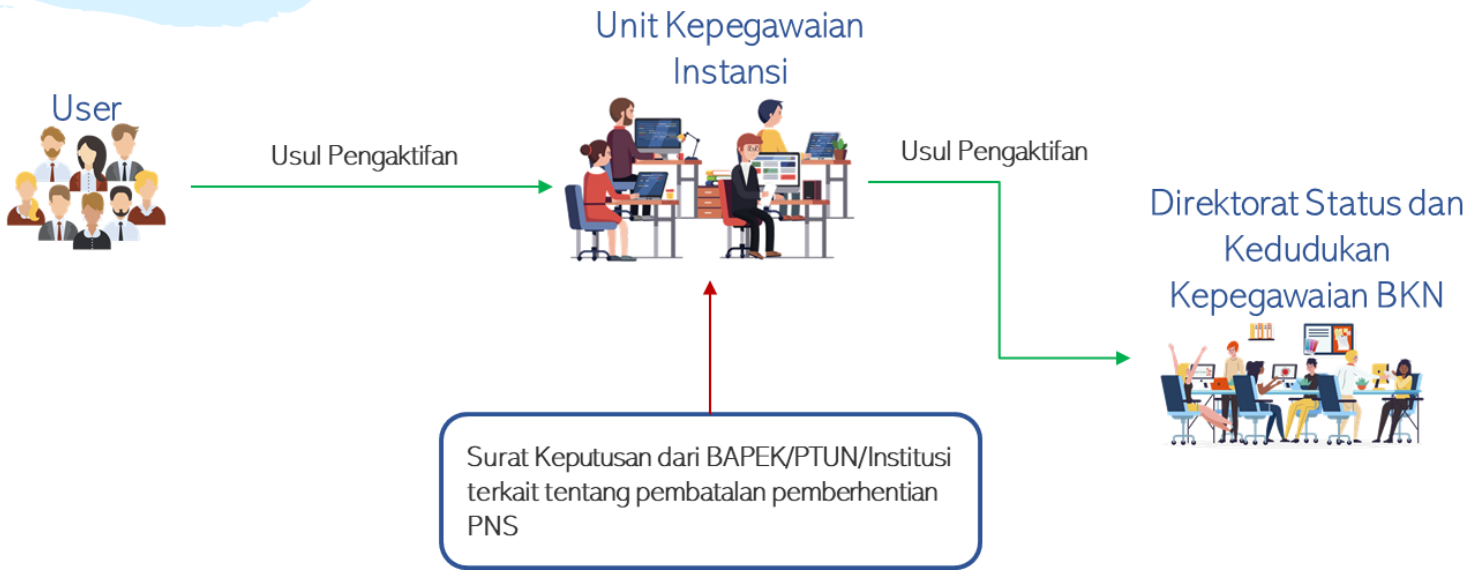 User
Usul Pengaktifan
Unit Kepegawaian
Instansi
Usul Pengaktifan
Direktorat Status dan
Kedudukan
Kepegawaian BKN
Surat Keputusan dari BAPEK/PTUN/Institusi
terkait tentang pembatalan pemberhentian
PNS